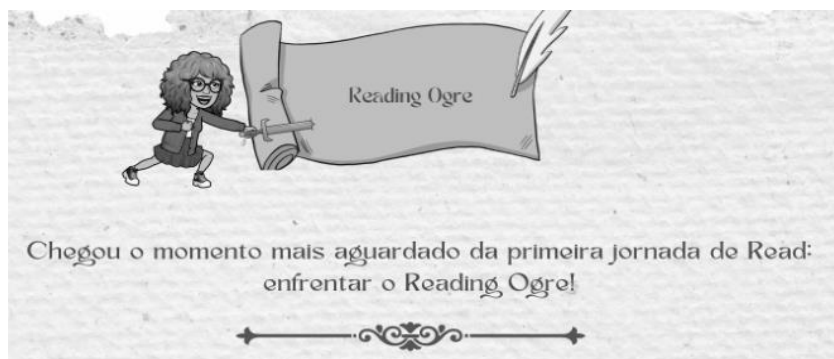 Reading Ogre
Chegou o momento mais aguardado da primeira jornada de Read:
enfrentar o Reading Ogre!